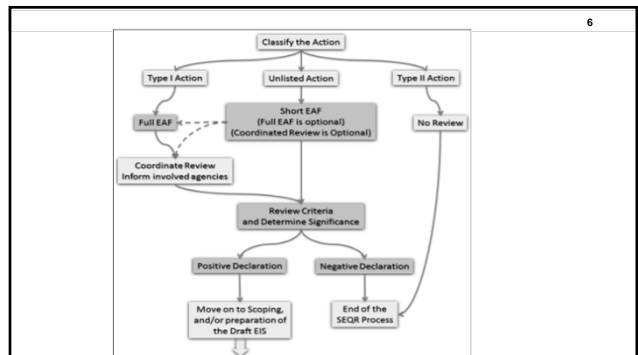 6
Classify the Action
Type I Action
Unlisted Action
Type II Action
Full EAF
Short EAF
(Full EAF is optional)
(Coordinated Review is Optional)
No Review
Coordinate Review
Inform involved agencies
Review Criteria
and Determine Significance
Positive Declaration
Negative Declaration
Move on to Scoping,
and/or preparation of
the Draft EIS
End of the
SEQR Process